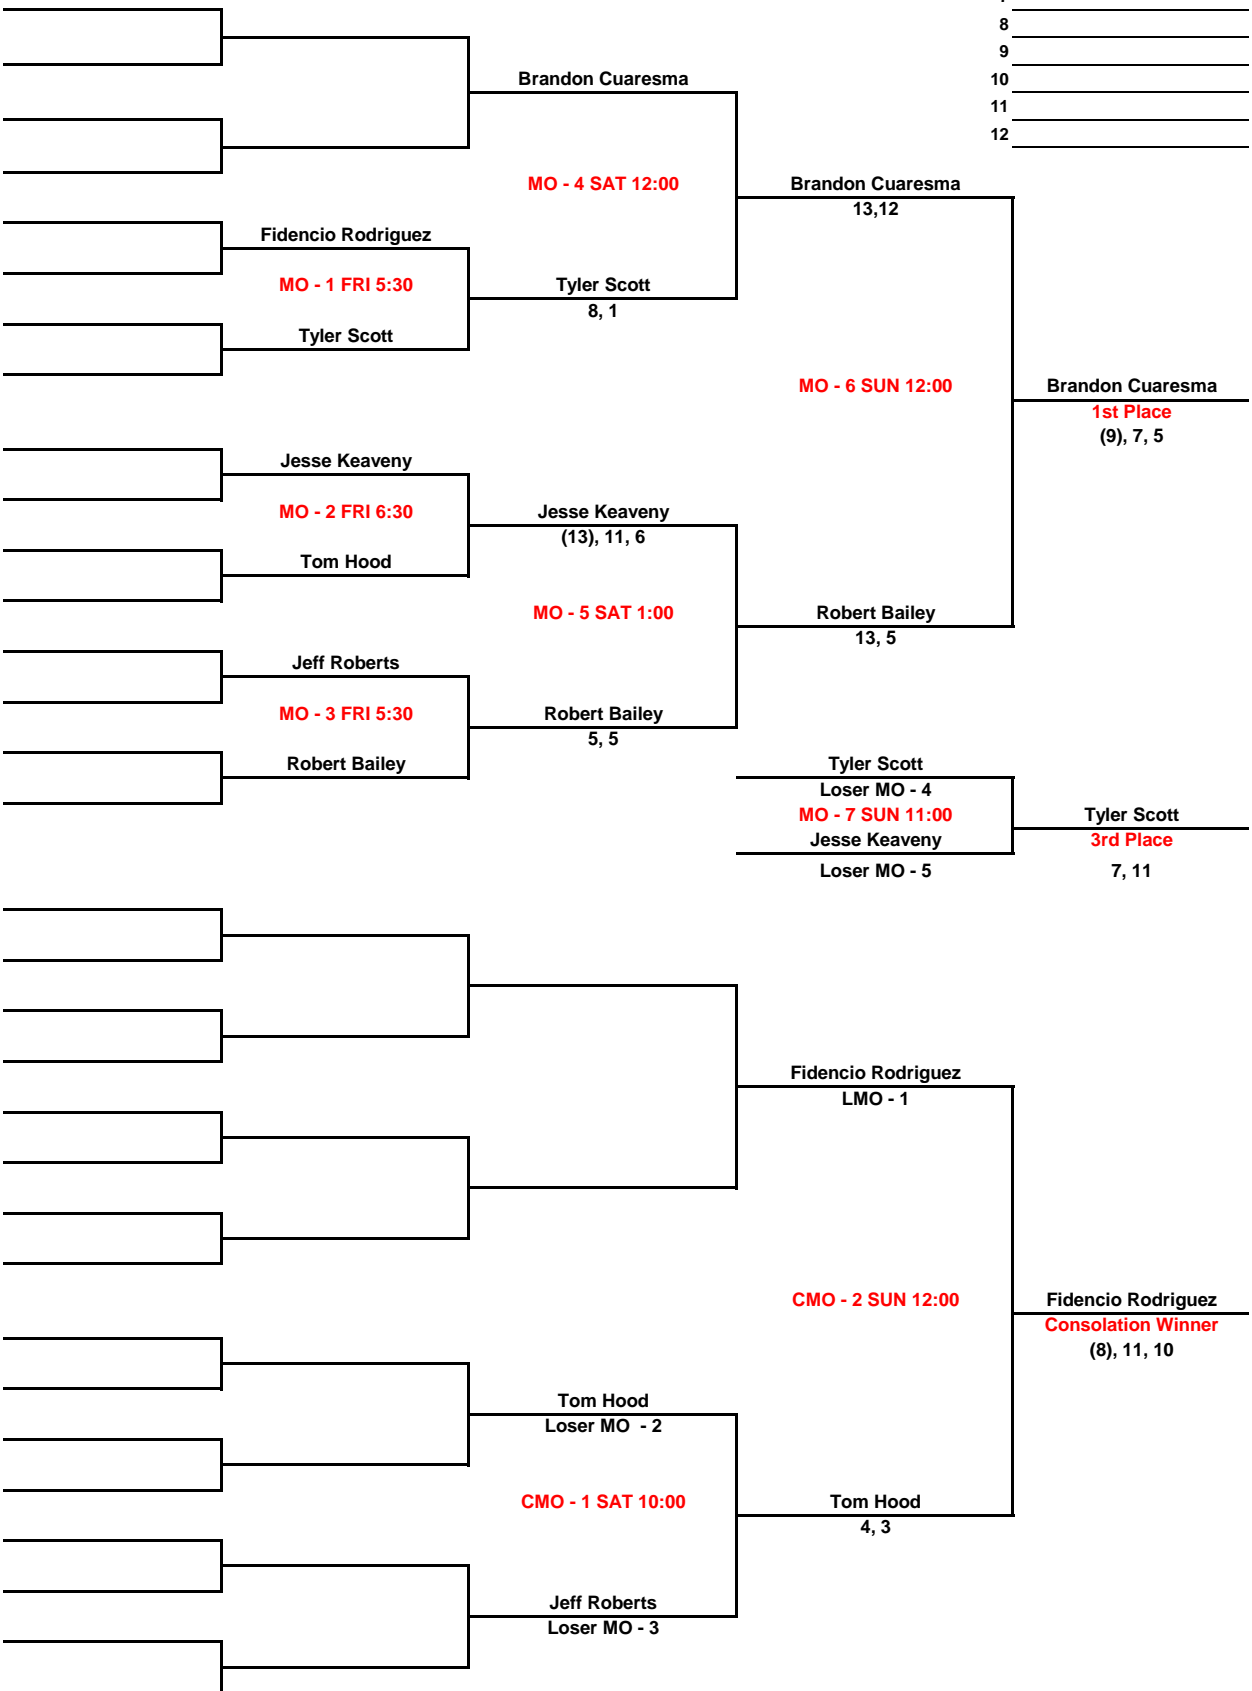 8
9
Brandon Cuaresma
10
11
12
MO - 4 SAT 12:00
Brandon Cuaresma
13,12
Fidencio Rodriguez
MO - 1 FRI 5:30
Tyler Scott
8, 1
Tyler Scott
MO - 6 SUN 12:00
Brandon Cuaresma
1st Place
(9), 7, 5
Jesse Keaveny
MO - 2 FRI 6:30
Jesse Keaveny
(13), 11, 6
Tom Hood
MO - 5 SAT 1:00
Robert Bailey
13, 5
Jeff Roberts
MO - 3 FRI 5:30
Robert Bailey
5, 5
Robert Bailey
Tyler Scott
Loser MO - 4
MO - 7 SUN 11:00
Tyler Scott
Jesse Keaveny
3rd Place
Loser MO - 5
7, 11
Fidencio Rodriguez
LMO - 1
CMO - 2 SUN 12:00
Fidencio Rodriguez
Consolation Winner
(8), 11, 10
Tom Hood
Loser MO  - 2
CMO - 1 SAT 10:00
Tom Hood
4, 3
Jeff Roberts
Loser MO - 3